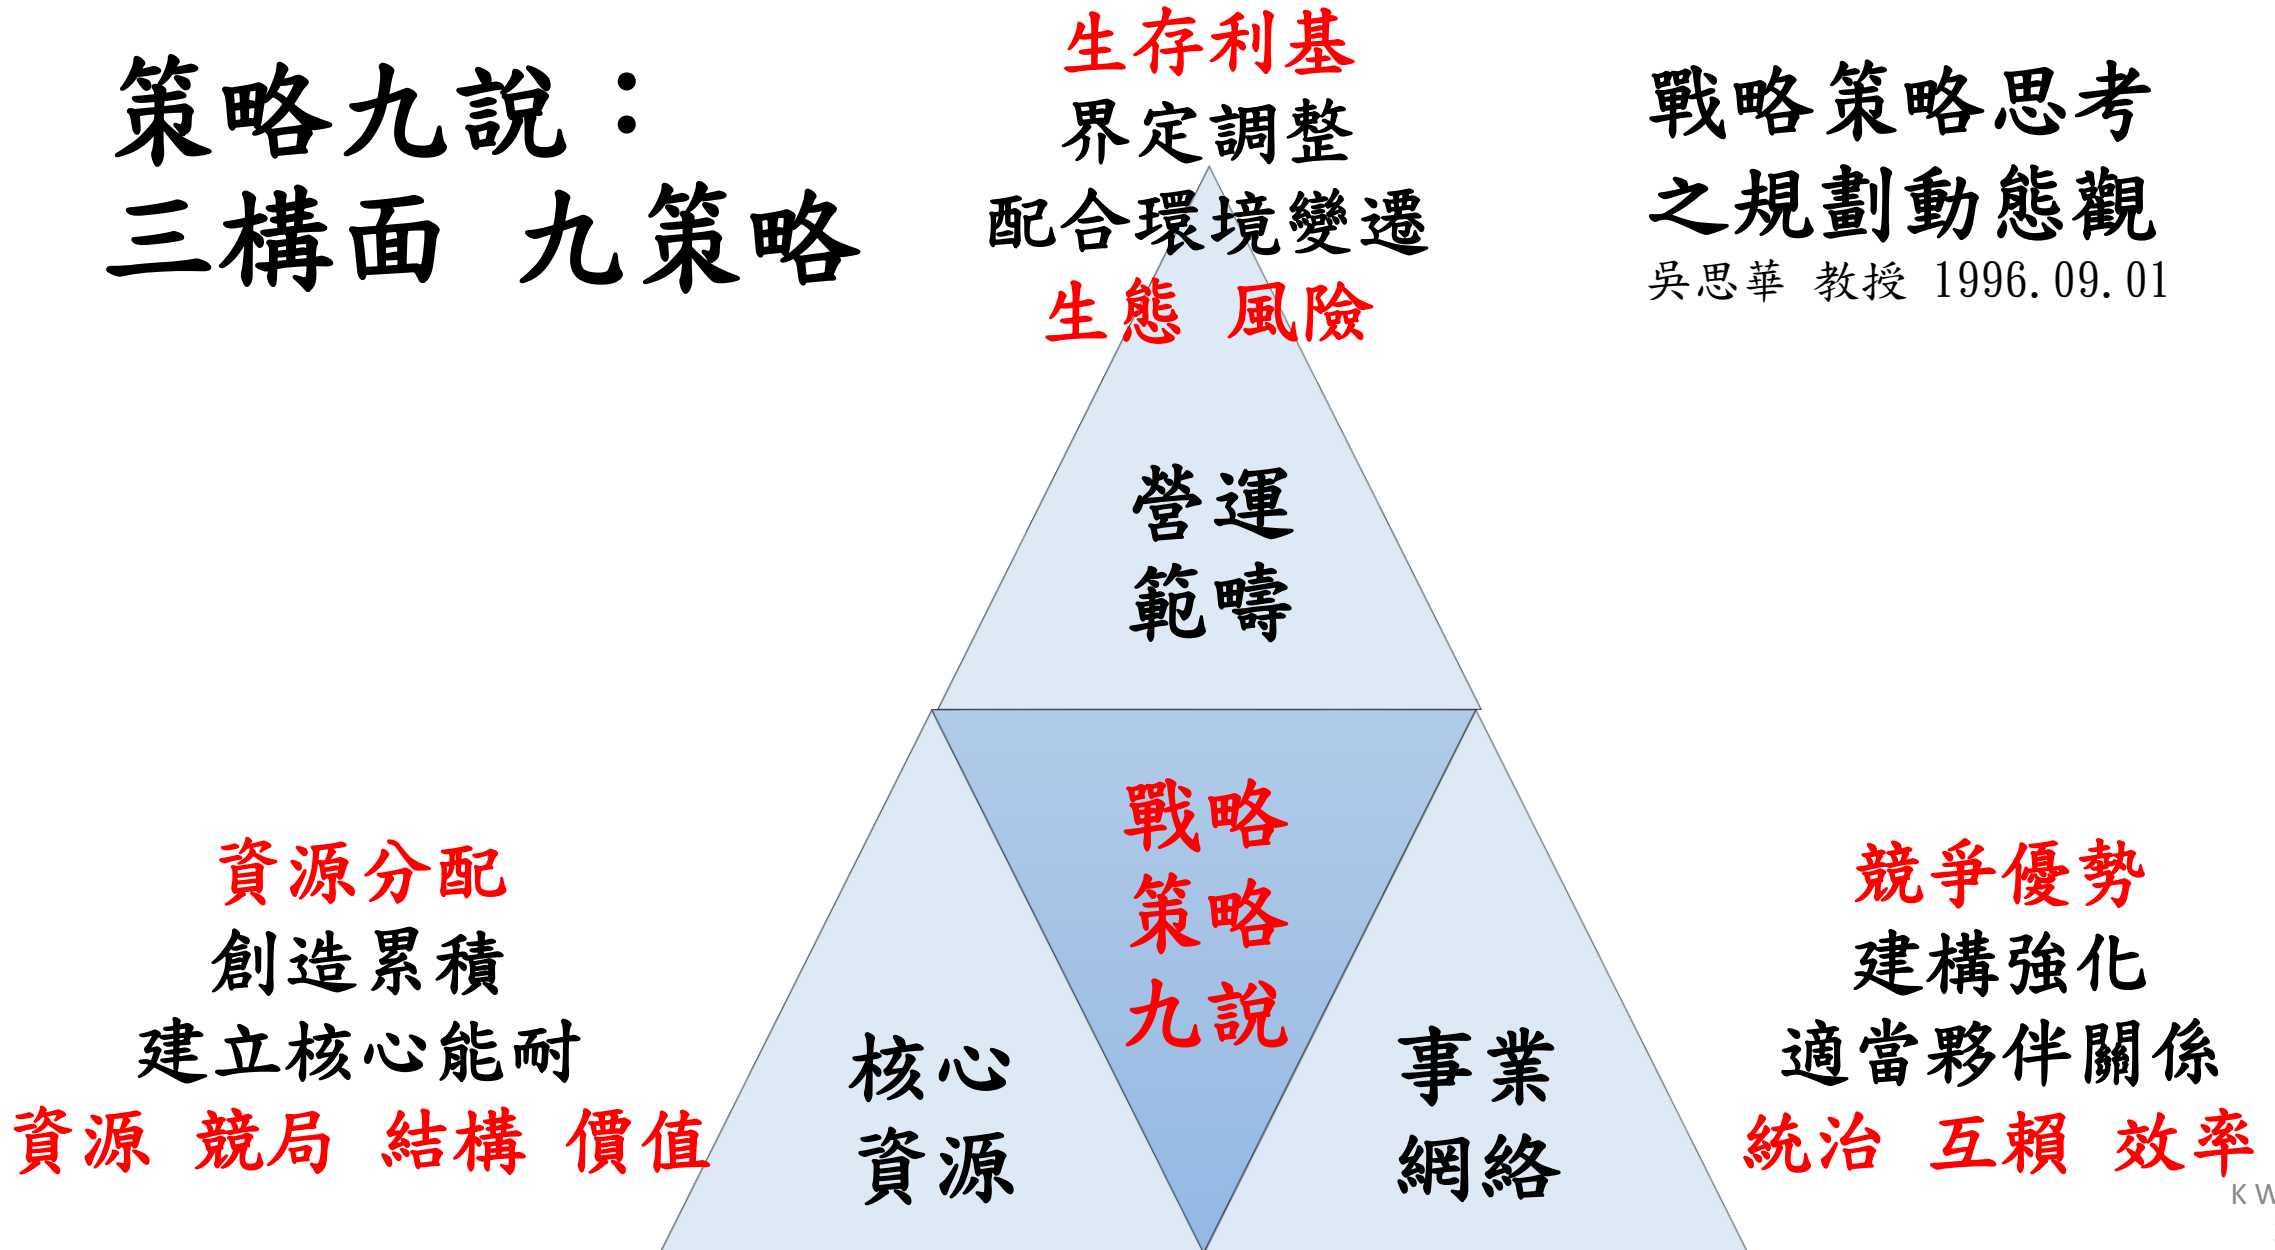 策略九說：
三構面 九策略
生存利基
界定調整
配合環境變遷
生態 風險
戰略策略思考
之規劃動態觀
吳思華 教授 1996.09.01
營運
範疇
戰略
策略
九說
資源分配
創造累積
建立核心能耐
資源 競局 結構 價值
核心
資源
事業
網絡
競爭優勢
建構強化
適當夥伴關係
統治 互賴 效率